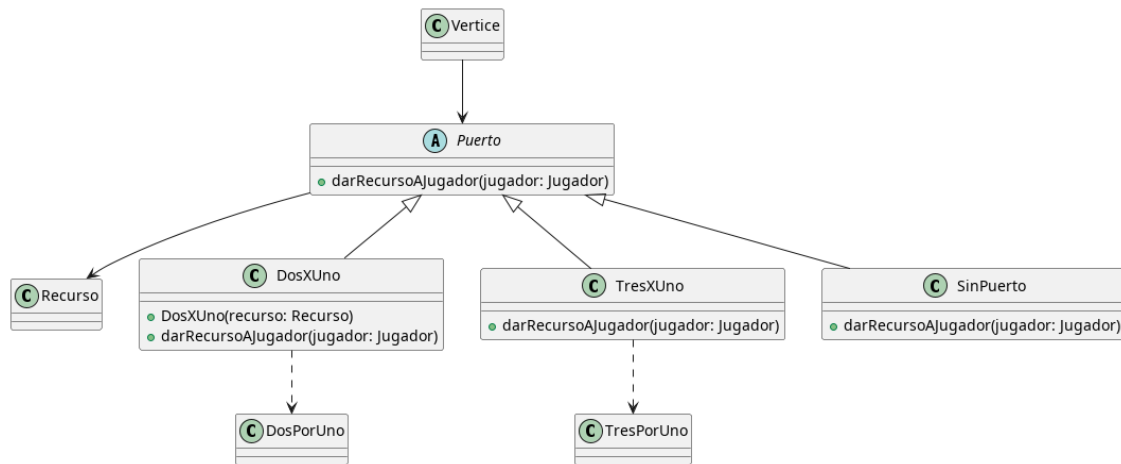 C Vertice
A Puerto
darRecursoAJugador(jugador: Jugador)
C Recurso
C DosXUno
DosXUno(recurso: Recurso)
darRecursoAJugador(jugador: Jugador)
C TresXUno
darRecursoAJugador(jugador: Jugador)
C SinPuerto
darRecursoAJugador(jugador: Jugador)
C DosPorUno
C TresPorUno